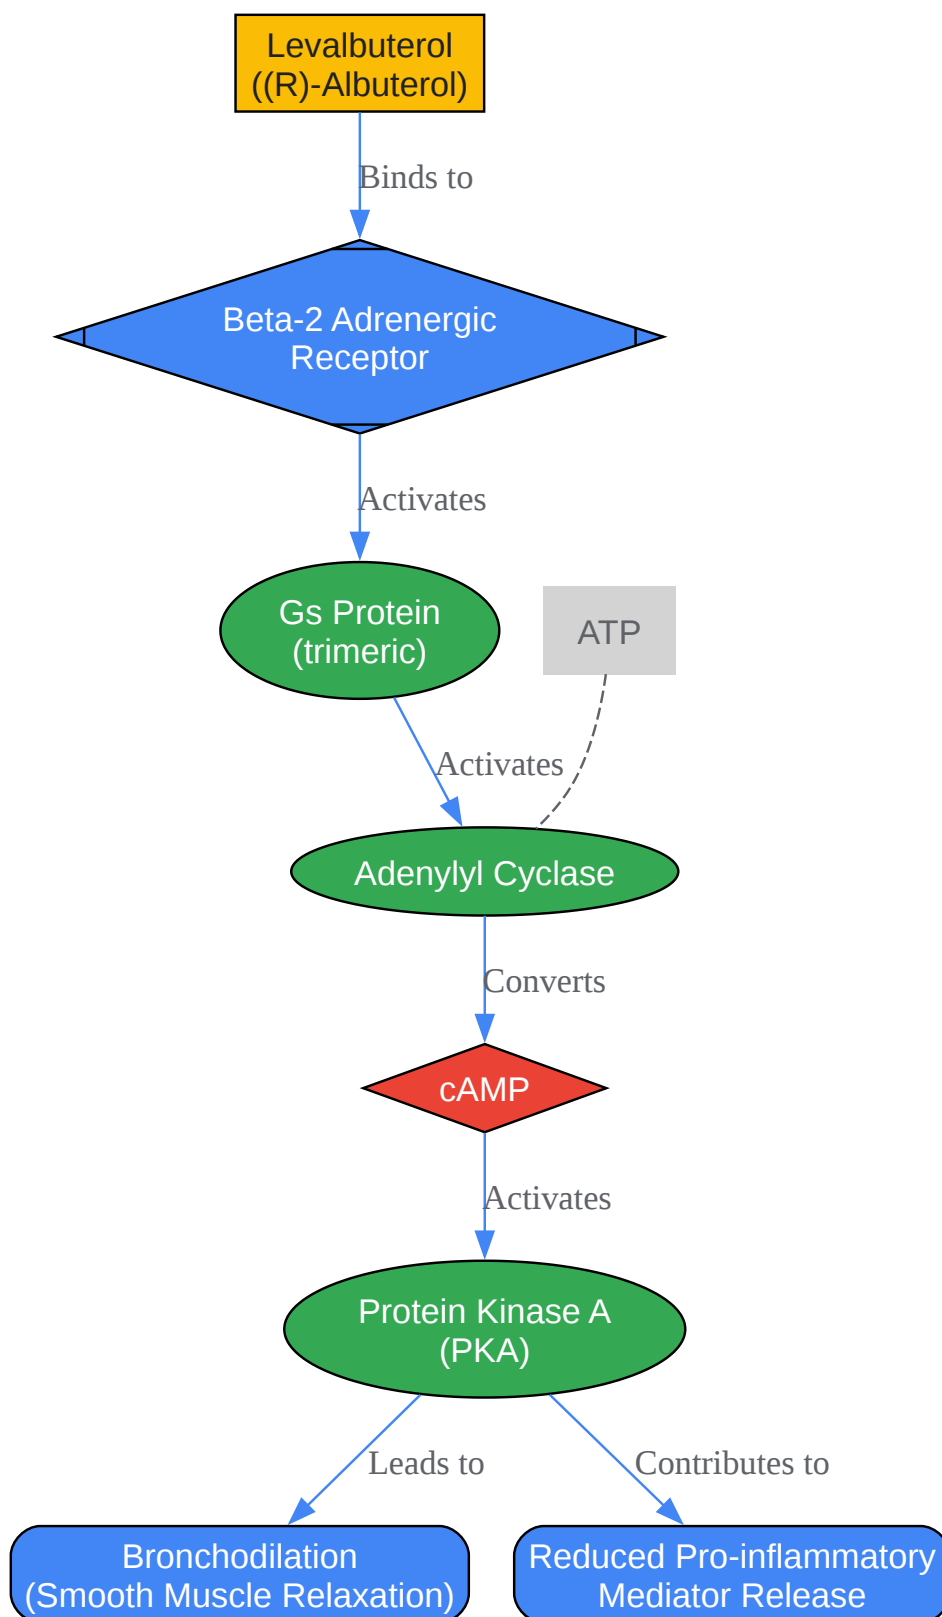 Levalbuterol
((R)-Albuterol)
Binds to
Beta-2 Adrenergic
Receptor
Activates
Gs Protein
(trimeric)
ATP
Activates
Adenylyl Cyclase
Converts
cAMP
Activates
Protein Kinase A
(PKA)
Leads to
Contributes to
Bronchodilation
(Smooth Muscle Relaxation)
Reduced Pro-inflammatory
Mediator Release